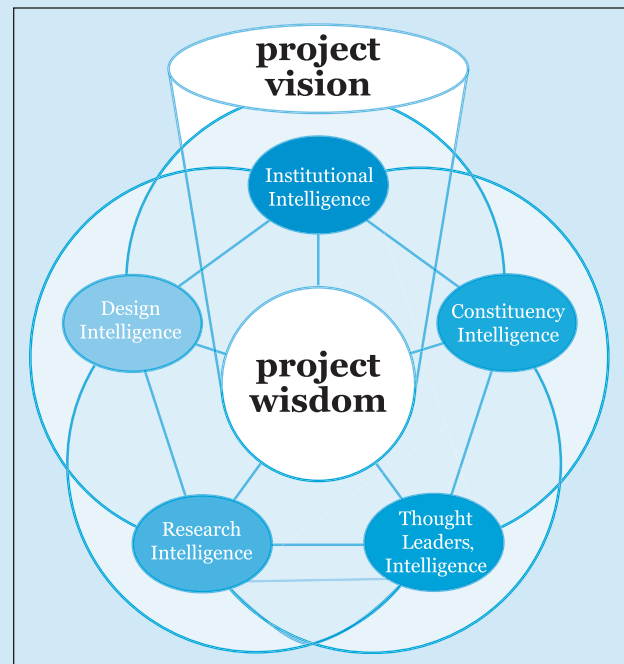 project
vision
Institutional
Intelligence
Design
Intelligence
Constituency
Intelligence
project
wisdom
Research
Intelligence
Thought
Leaders,
Intelligence